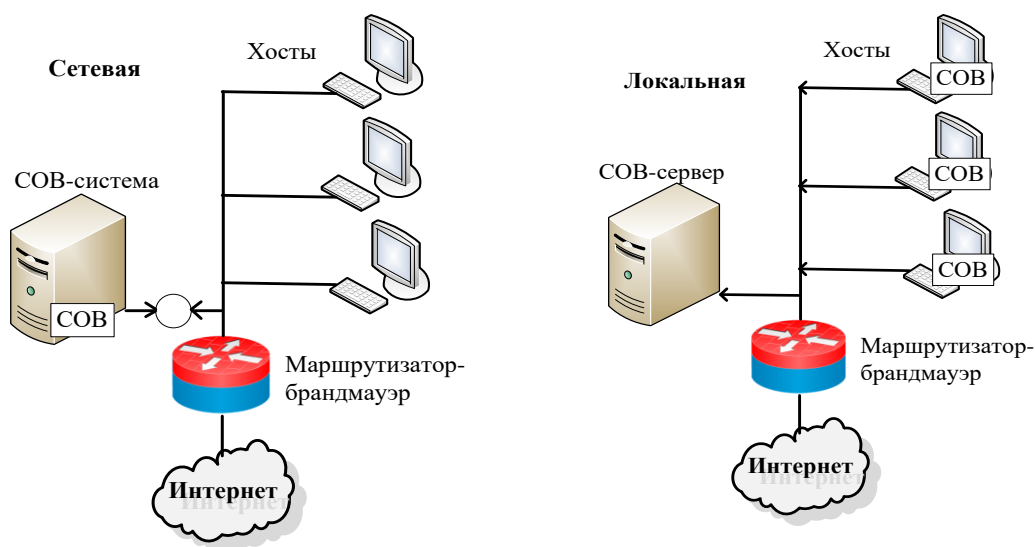 Сетевая
Хосты
СОВ-система
СОВ
Маршрутизатор-
брандмауэр
Интернет
Локальная
Хосты
СОВ
СОВ-сервер
СОВ
СОВ
Маршрутизатор-
брандмауэр
Интернет